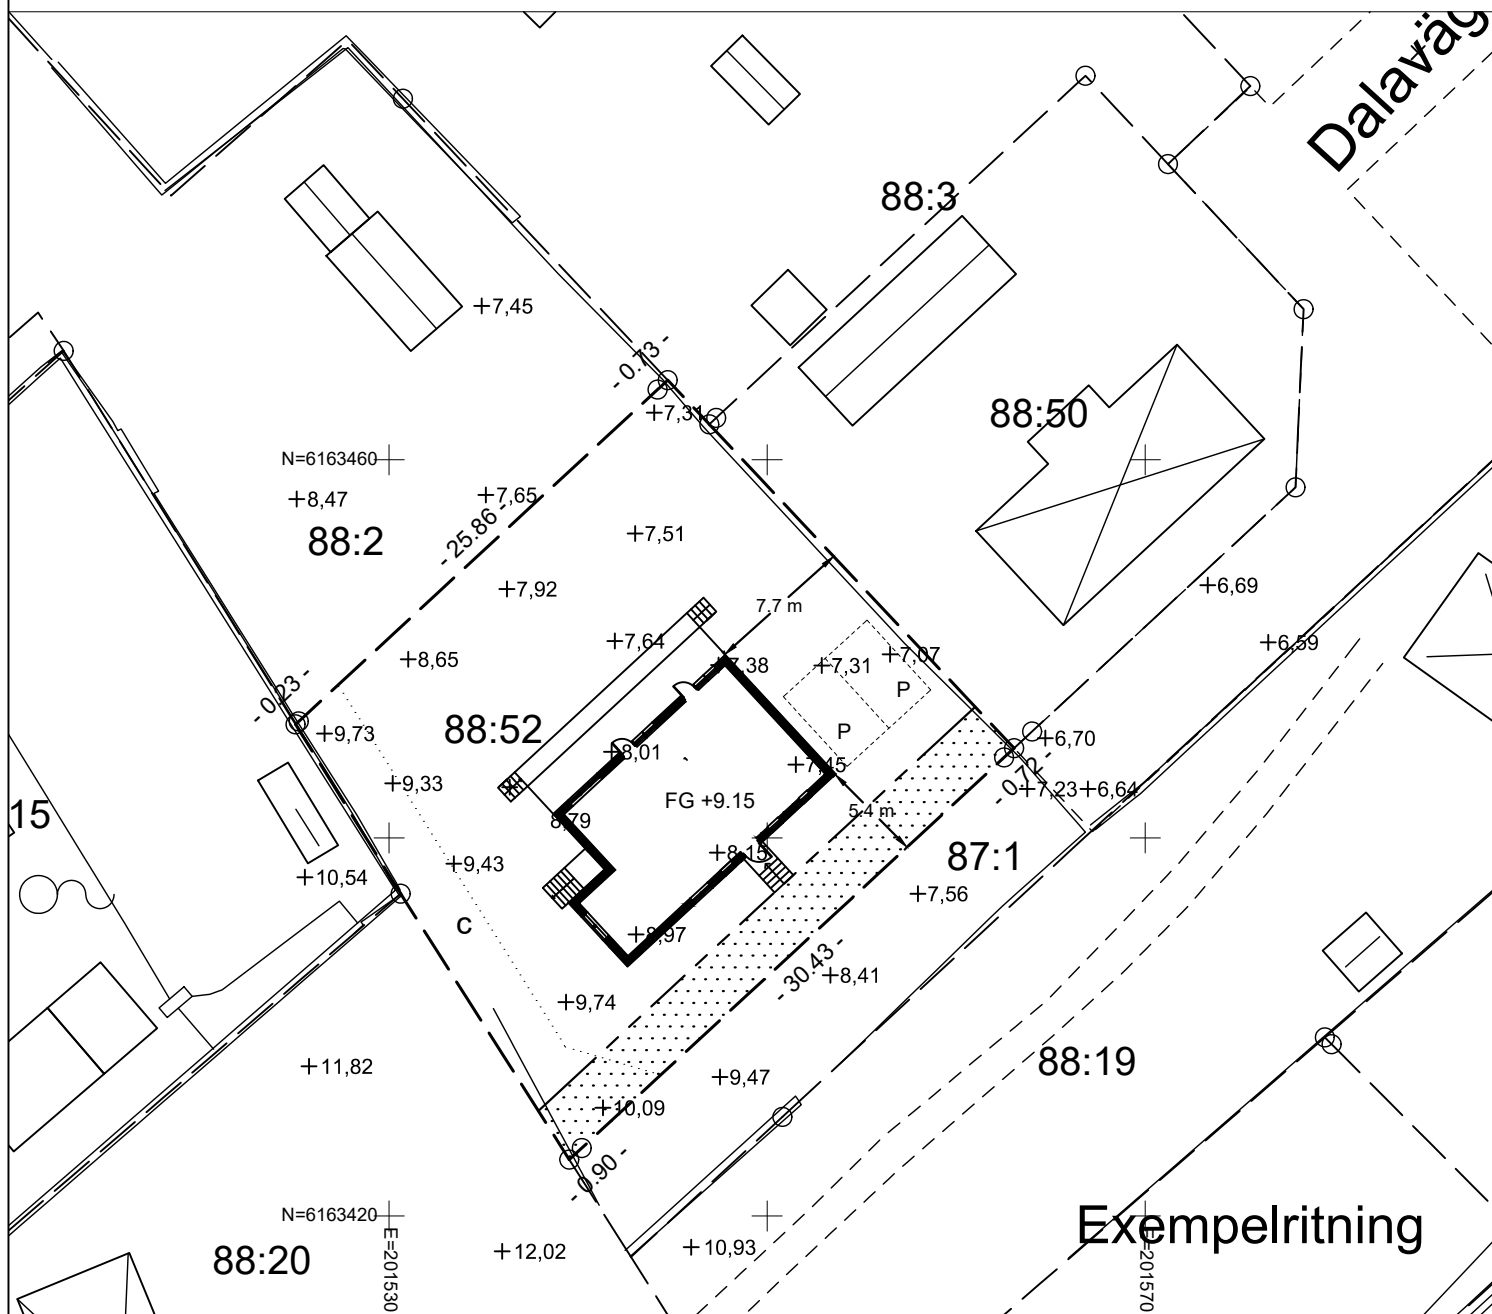 Dalaväg
88:3
+7,45
- 0.73 -
+7,31
88:50
N=6163460
+8,47
+7,65
88:2
- 25.86 -
+7,51
+7,92
+6,69
7.7 m
+7,64
+6,59
+8,65
+7,38
+7,31
+7,07
P
- 0.23 -
88:52
+9,73
P
+6,70
+8,01
+7,45
+9,33
- 0.72 -
+7,23
+6,64
FG +9.15
15
8,79
5.4 m
+8,15
87:1
+9,43
+10,54
+7,56
C
+8,97
- 30.43 -
+8,41
+9,74
+11,82
88:19
+9,47
+10,09
- 0.90 -
N=6163420
Exempelritning
88:20
+12,02
+10,93
E=201530
E=201570